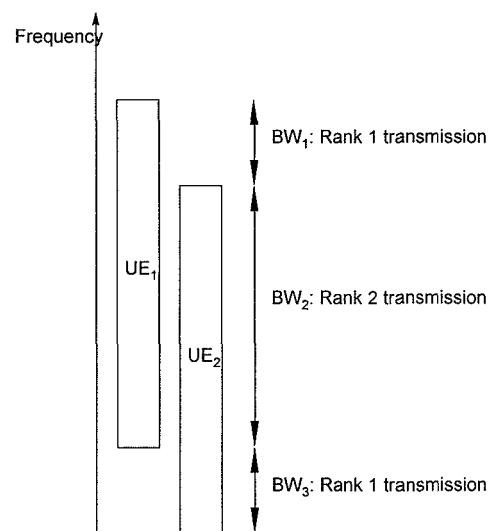 Frequency
BW₁: Rank 1 transmission
UE₁
BW₂: Rank 2 transmission
UE₂
BW₃: Rank 1 transmission